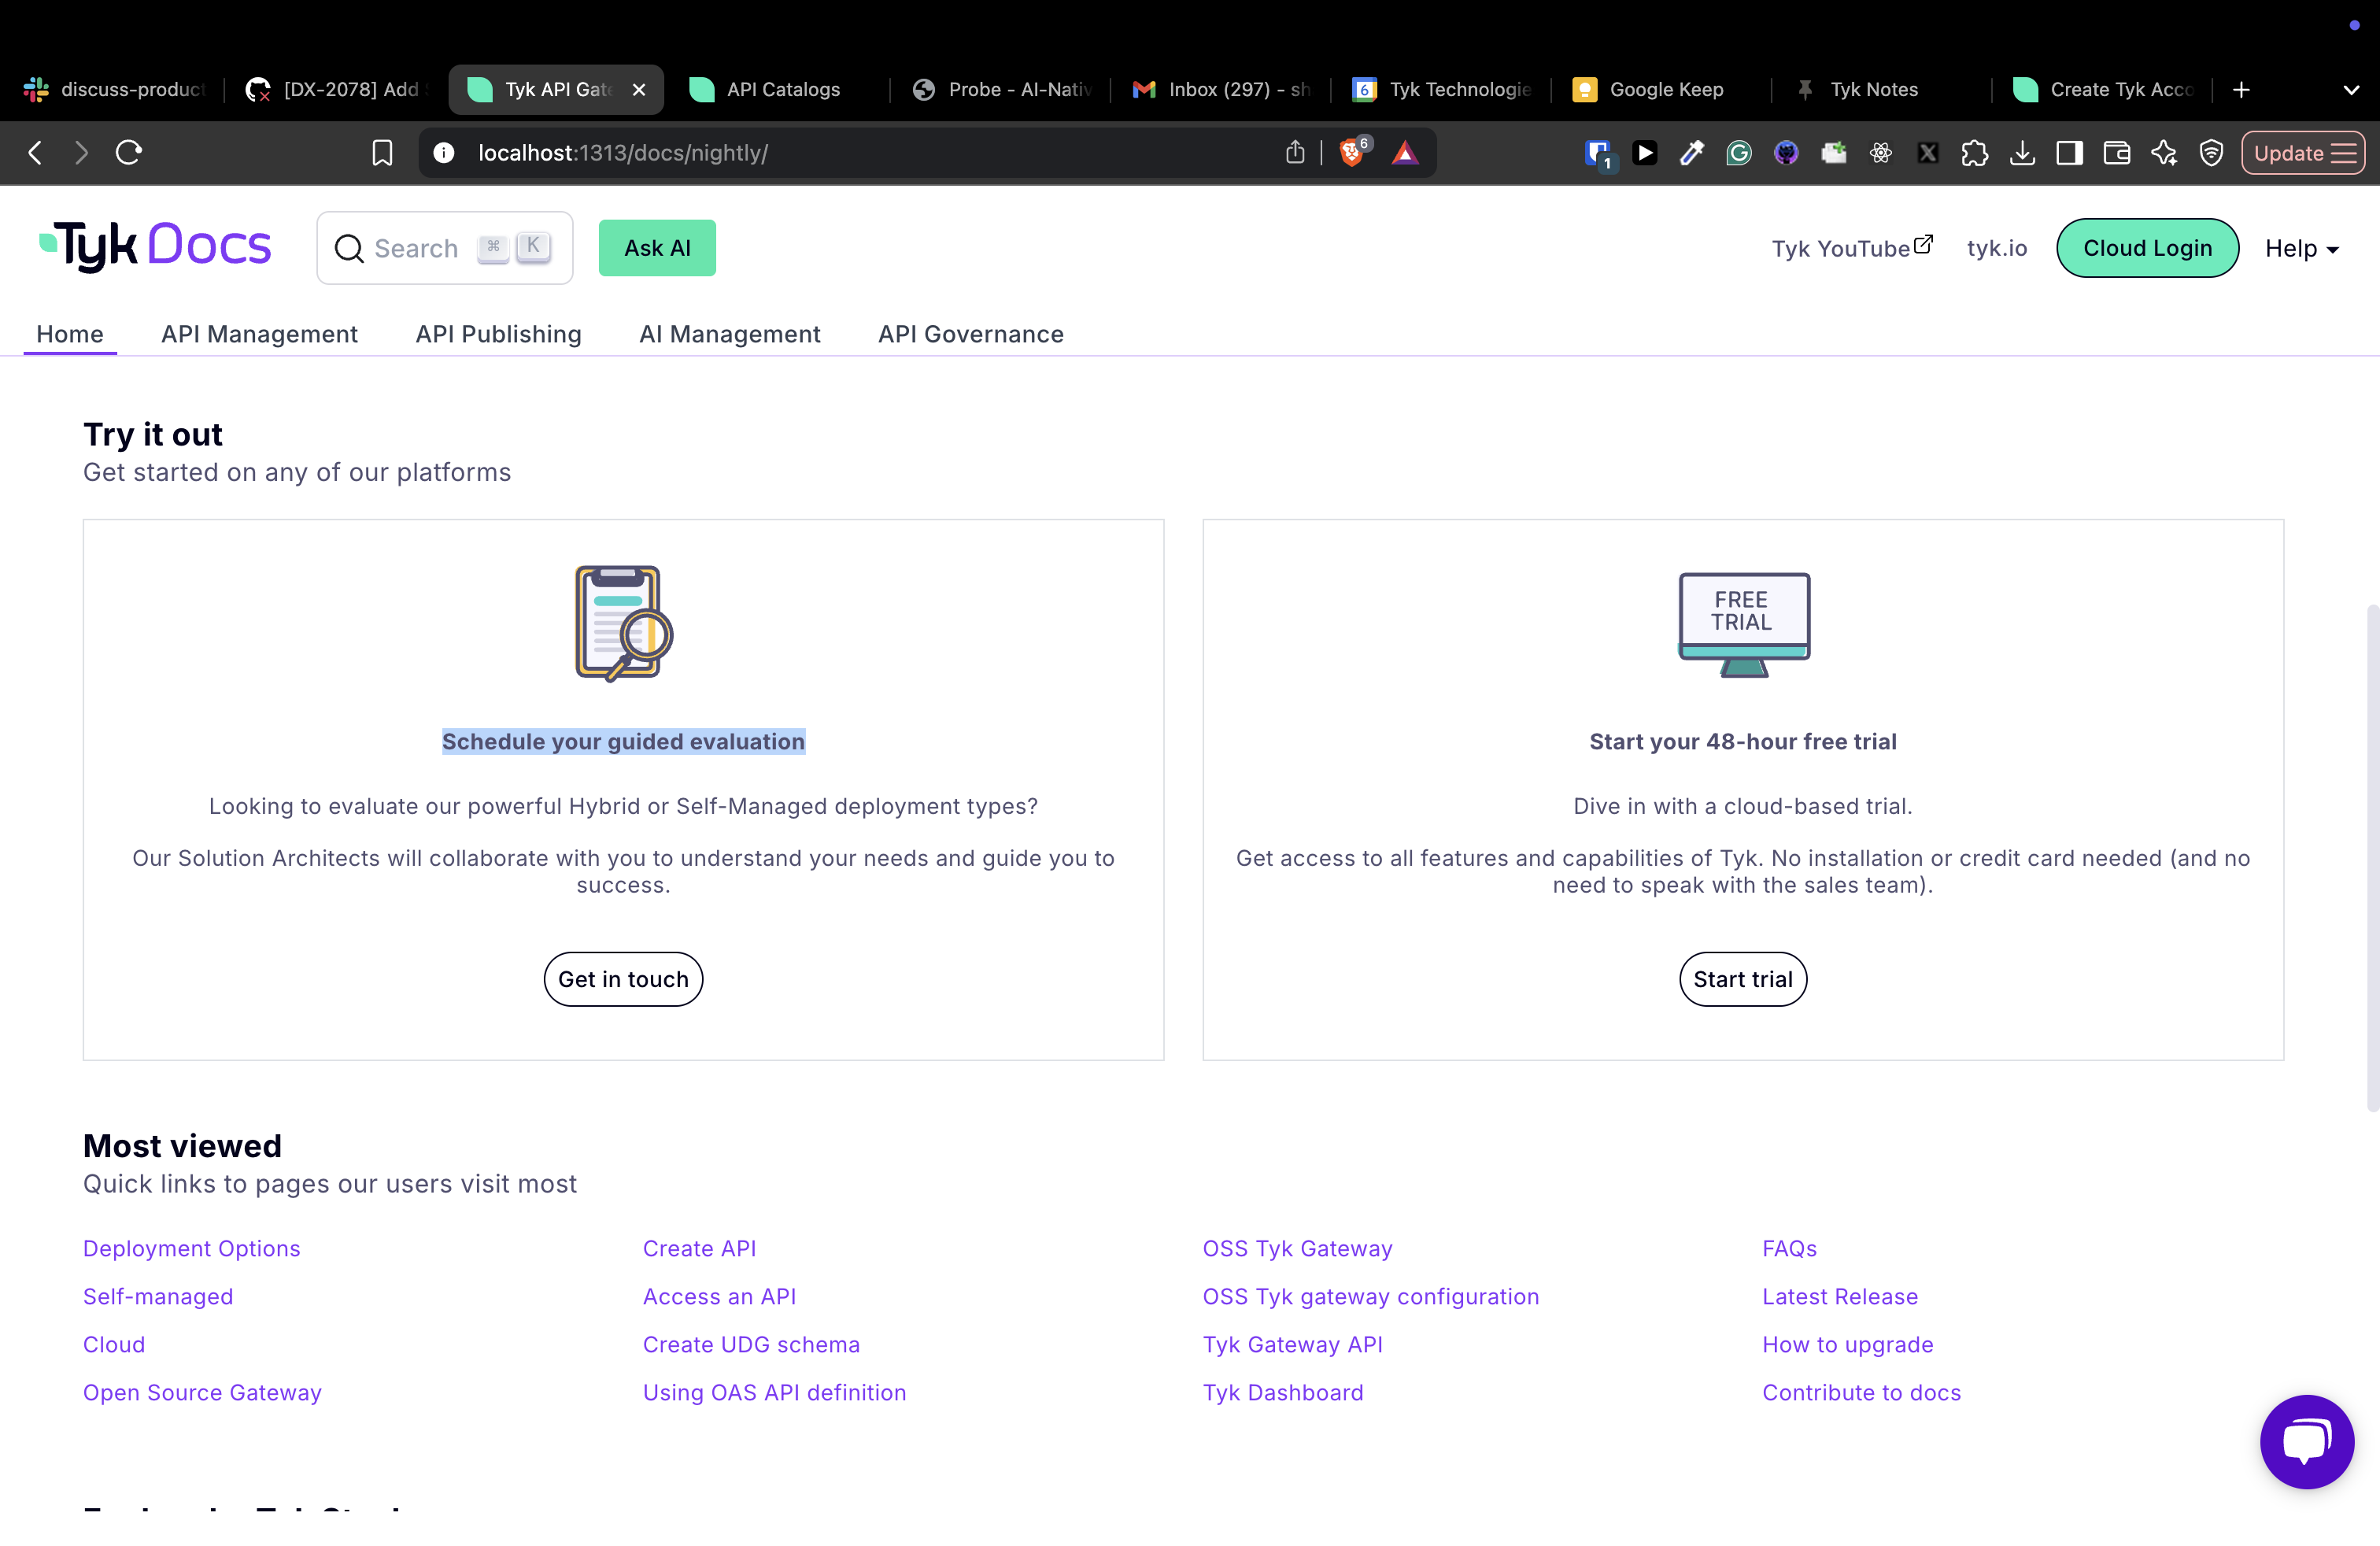 discuss-product
[DX-2078] Add
Tyk API Gate
API Catalogs
Probe - AI-Nativ
Inbox (297) - sh
6
Tyk Technologie
Google Keep
Tyk Notes
Create Tyk Acco
localhost:1313/docs/nightly/
6
1
Update
Tyk Docs
Search ⌘ K
Ask AI
Tyk YouTube
tyk.io
Cloud Login
Help
Home
API Management
API Publishing
AI Management
API Governance
Try it out
Get started on any of our platforms
Schedule your guided evaluation
Looking to evaluate our powerful Hybrid or Self-Managed deployment types?
Our Solution Architects will collaborate with you to understand your needs and guide you to
success.
Get in touch
FREE
TRIAL
Start your 48-hour free trial
Dive in with a cloud-based trial.
Get access to all features and capabilities of Tyk. No installation or credit card needed (and no
need to speak with the sales team).
Start trial
Most viewed
Quick links to pages our users visit most
Deployment Options
Self-managed
Cloud
Open Source Gateway
Create API
Access an API
Create UDG schema
Using OAS API definition
OSS Tyk Gateway
OSS Tyk gateway configuration
Tyk Gateway API
Tyk Dashboard
FAQs
Latest Release
How to upgrade
Contribute to docs